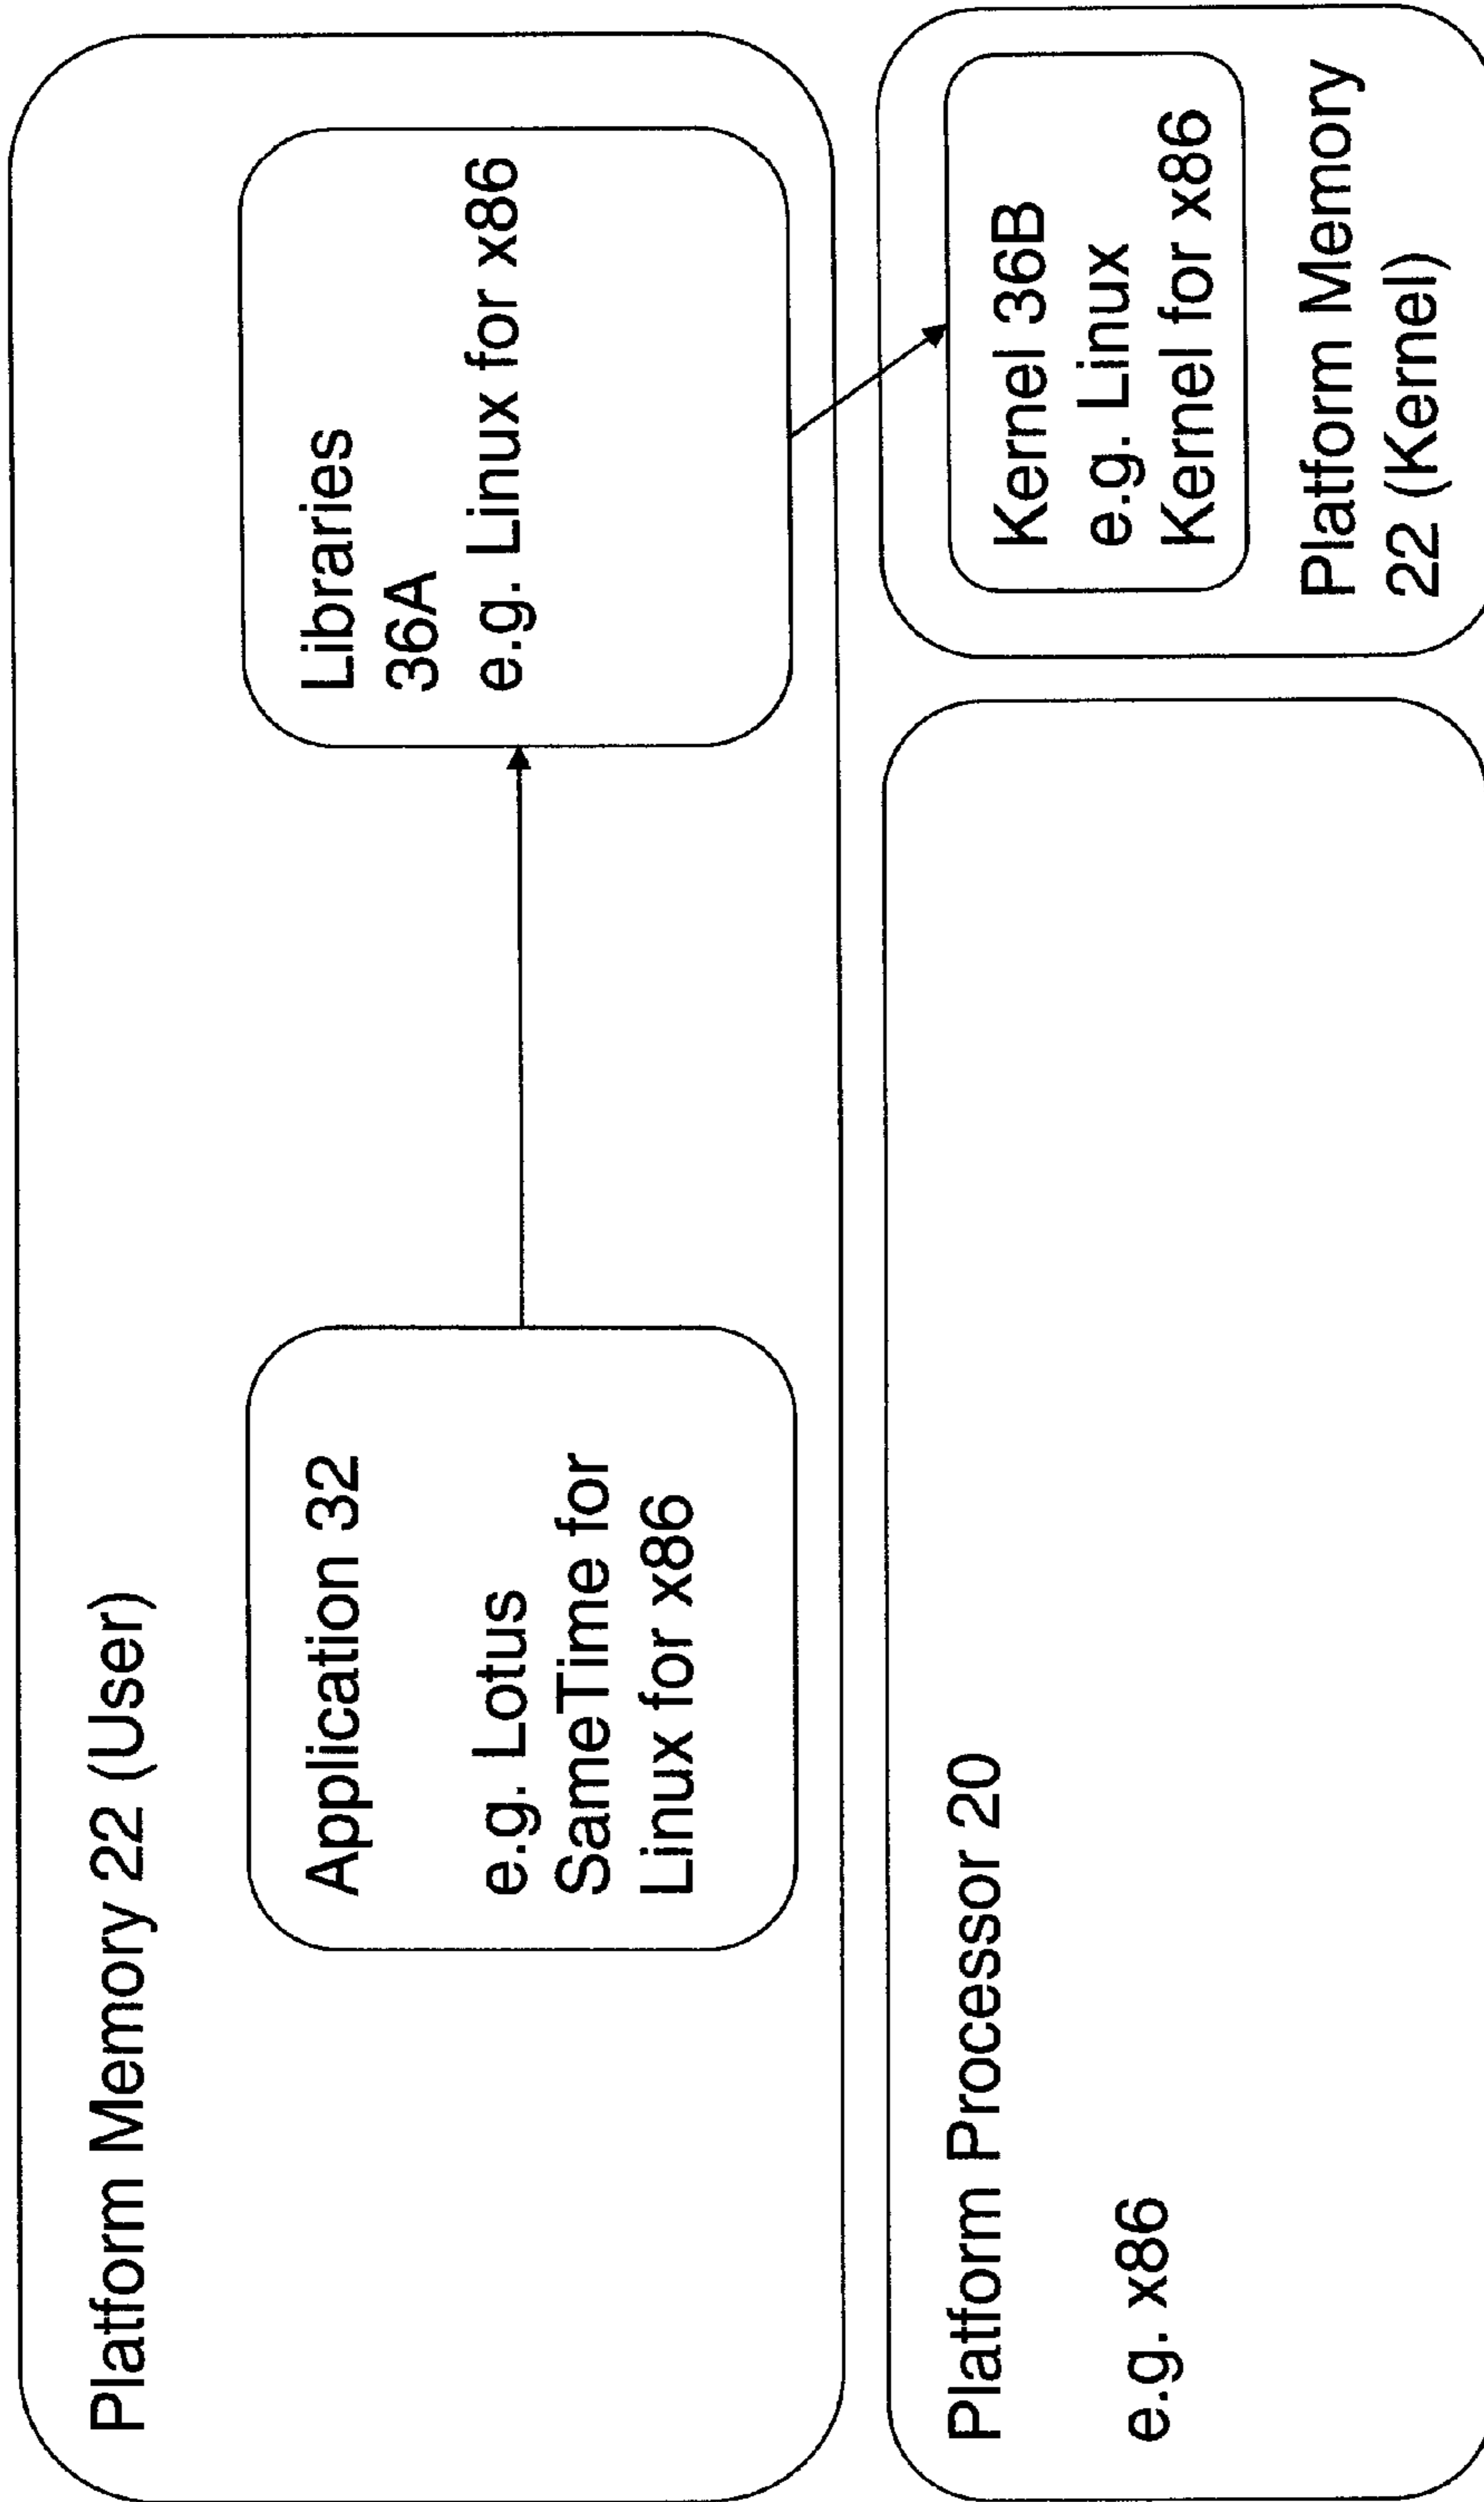 Platform Memory 22 (User)
Application 32
e.g. Lotus
SameTime for
Linux for x86
Libraries
36A
e.g. Linux for x86
Platform Processor 20
e.g. x86
Kernel 36B
e.g. Linux
Kernel for x86
Platform Memory
22 (Kernel)